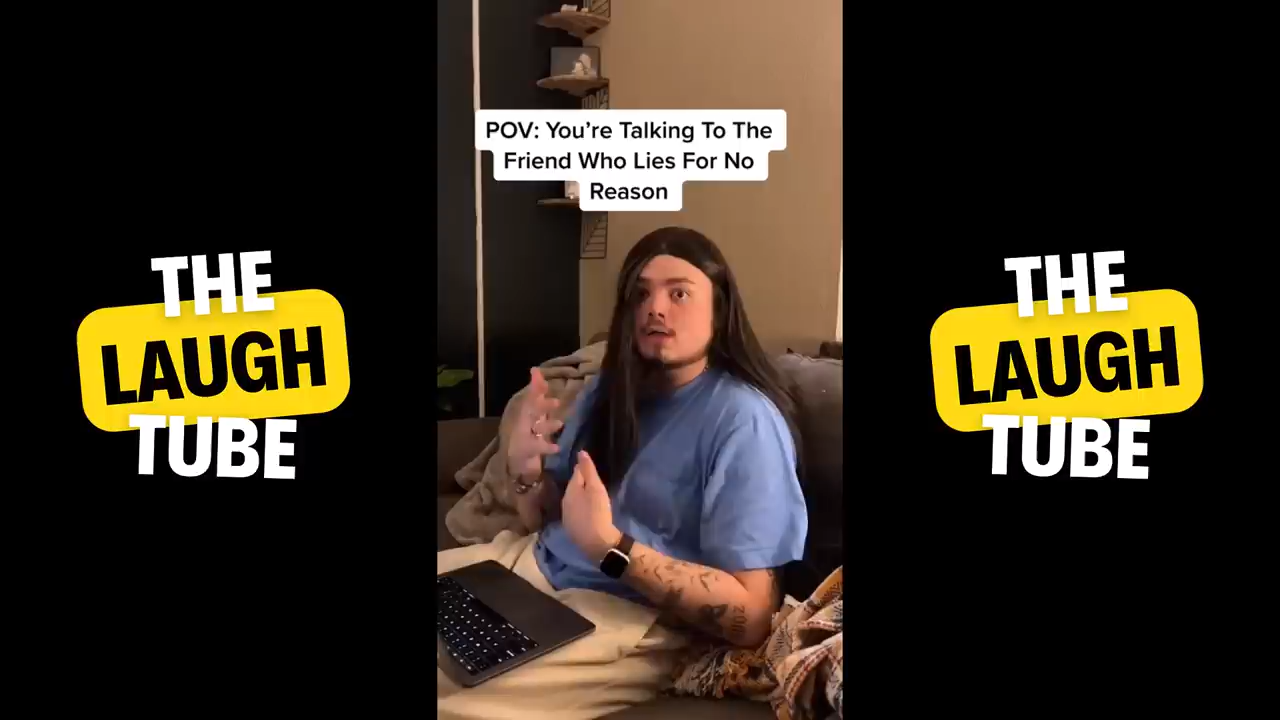 POV: You’re Talking To The
Friend Who Lies For No
Reason
THE
LAUGH
TUBE
THE
LAUGH
TUBE